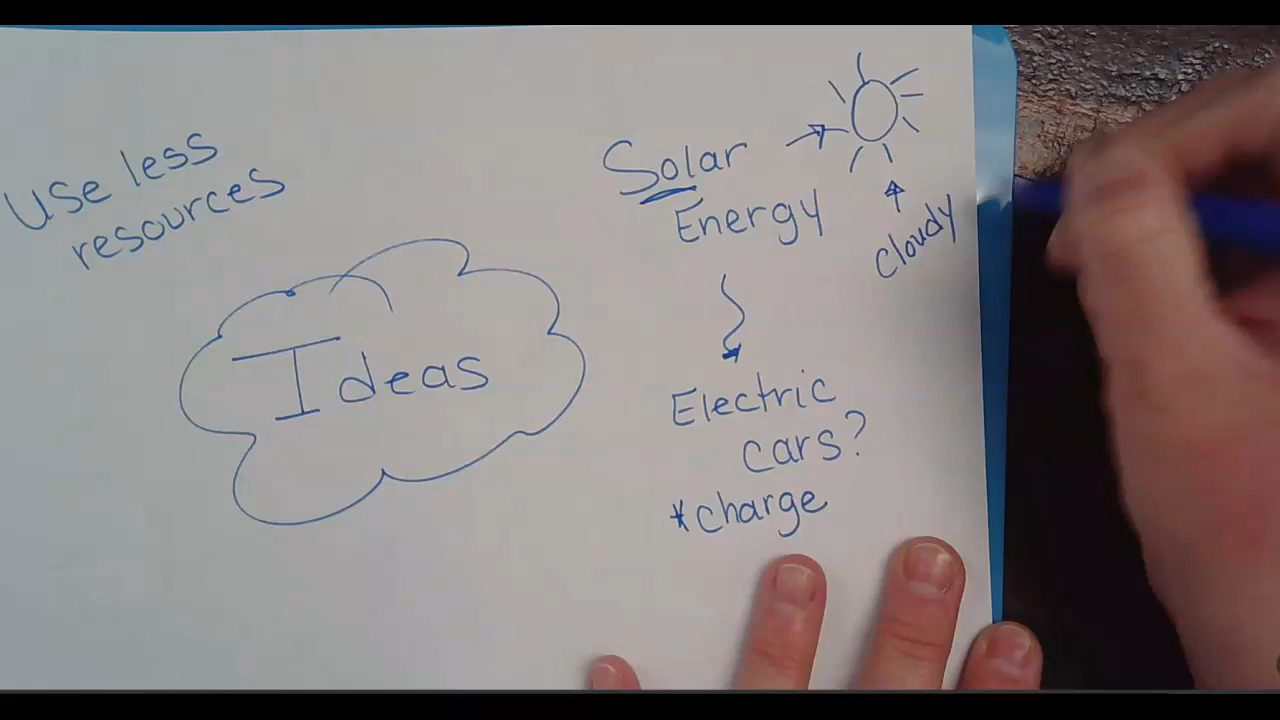 Use less
resources
Ideas
Solar
Energy
cloudy
Electric
cars?
*charge